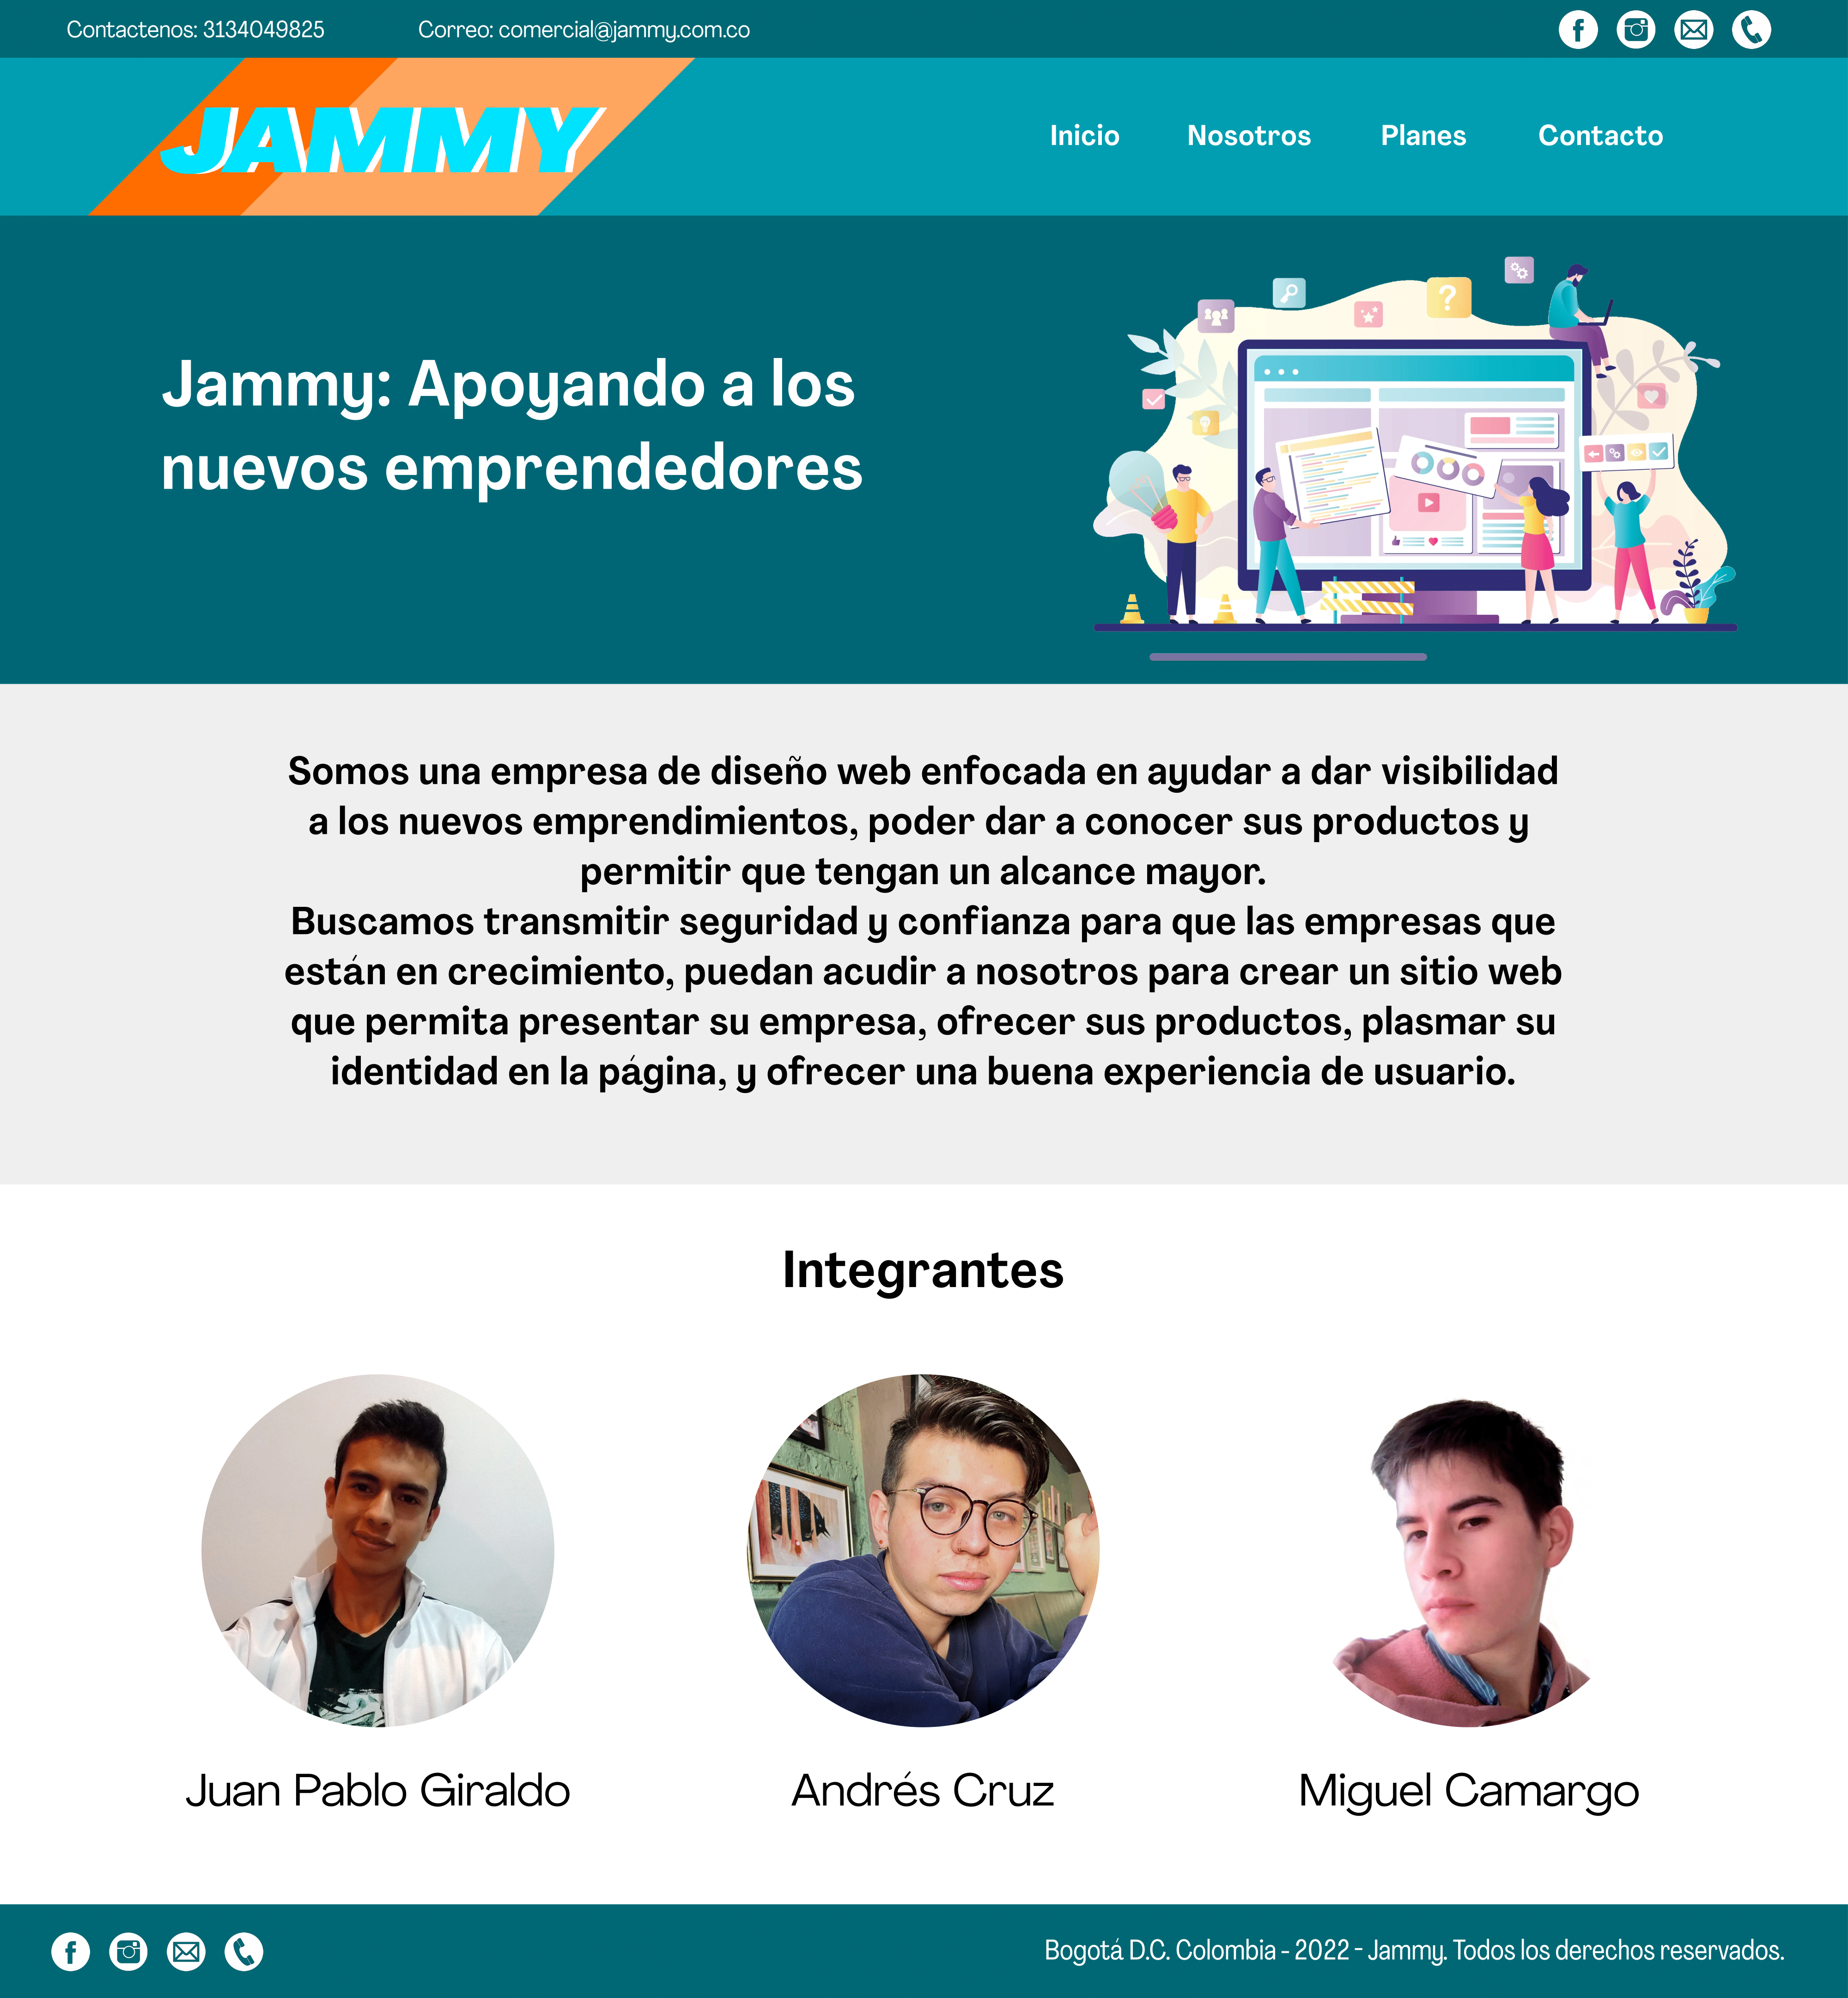 Contactenos: 3134049825
Correo: comercial@jammy.com.co
JAMMY
Inicio
Nosotros
Planes
Contacto
Jammy: Apoyando a los
nuevos emprendedores
?
Somos una empresa de diseño web enfocada en ayudar a dar visibilidad
a los nuevos emprendimientos, poder dar a conocer sus productos y
permitir que tengan un alcance mayor.
Buscamos transmitir seguridad y confianza para que las empresas que
están en crecimiento, puedan acudir a nosotros para crear un sitio web
que permita presentar su empresa, ofrecer sus productos, plasmar su
identidad en la página, y ofrecer una buena experiencia de usuario.
Integrantes
Juan Pablo Giraldo
Andrés Cruz
Miguel Camargo
Bogotá D.C. Colombia - 2022 - Jammy. Todos los derechos reservados.